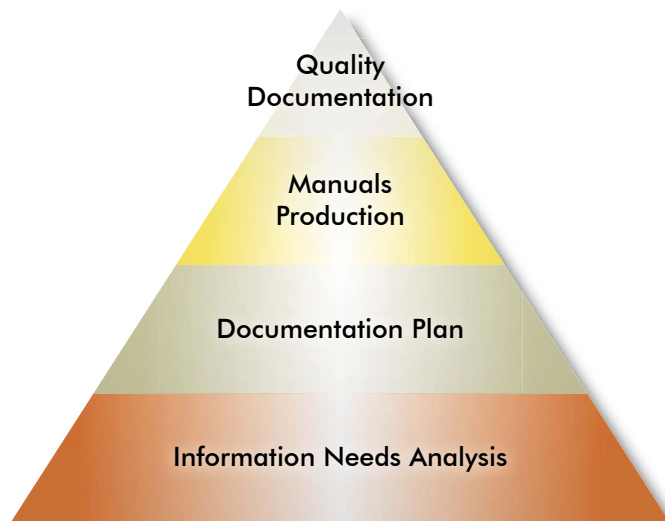 Quality
Documentation
Manuals
Production
Documentation Plan
Information Needs Analysis